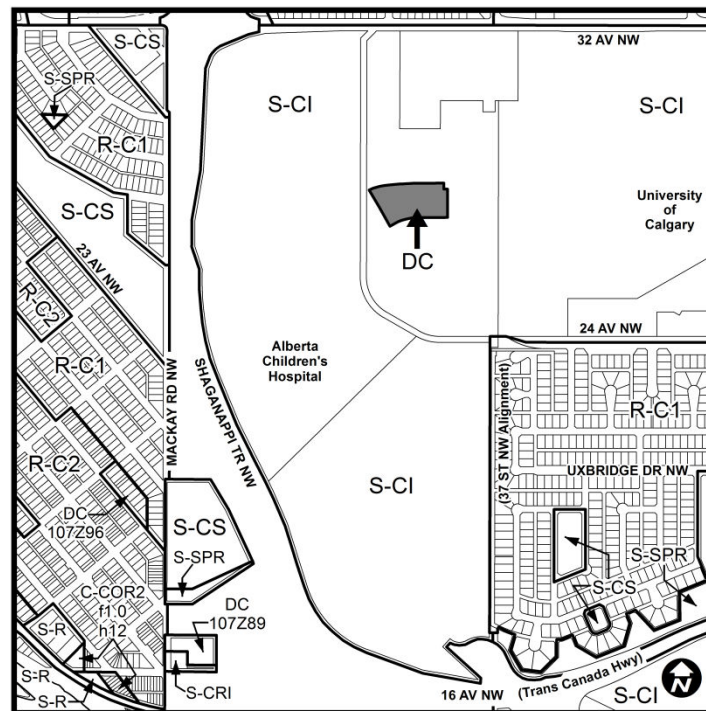 S-CS
32 AV NW
S-SPR
S-CI
S-CI
R-C1
University
of
Calgary
S-CS
DC
23 AV NW
R-C2
24 AV NW
Alberta
Children's
Hospital
R-C1
MACKAY RD NW
SHAGANAPPI TR NW
(37 ST NW Alignment)
R-C1
R-C2
UXBRIDGE DR NW
S-CI
DC
107Z96
S-CS
S-SPR
S-SPR
S-CS
C-COR2
f1.0
h12
DC
107Z89
S-R
S-R
S-R
S-CRI
16 AV NW
(Trans Canada Hwy)
S-CI
N